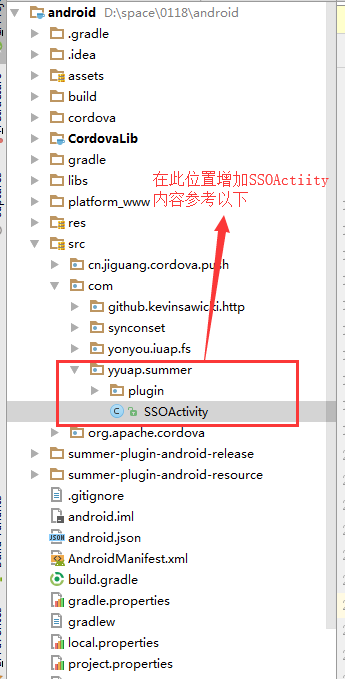 android D:\space\0118\android
.gradle
.idea
assets
build
cordova
CordovaLib
gradle
libs
platform_www
在此位置增加SSOActiity
内容参考以下
res
src
cn.jiguang.cordova.push
com
github.kevinsawicki.http
synconset
yonyou.iuap.fs
yyuap.summer
plugin
SSOActivity
org.apache.cordova
summer-plugin-android-release
summer-plugin-android-resource
.gitignore
android.iml
android.json
AndroidManifest.xml
build.gradle
gradle.properties
gradlew
local.properties
project.properties